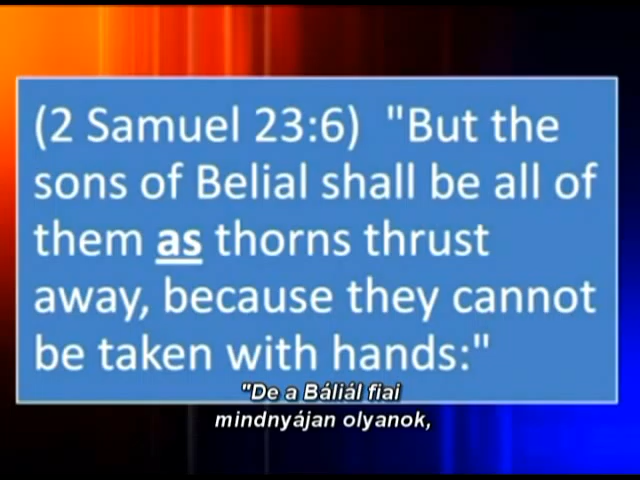 (2 Samuel 23:6)  "But the
sons of Belial shall be all of
them as thorns thrust
away, because they cannot
be taken with hands:"
"De a Báliál fiai
mindnyájan olyanok,